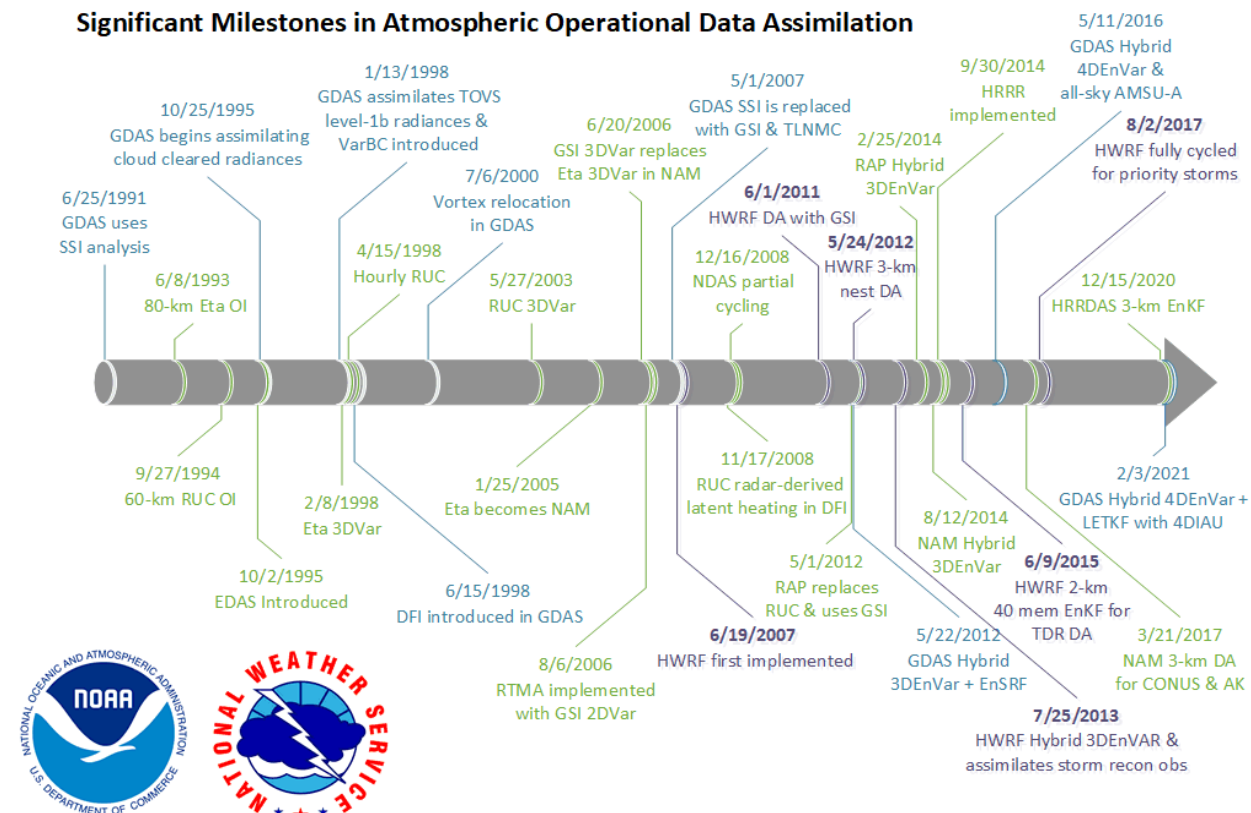 Significant Milestones in Atmospheric Operational Data Assimilation
6/25/1991
GDAS uses
SSI analysis
10/25/1995
GDAS begins assimilating
cloud cleared radiances
1/13/1998
GDAS assimilates TOVS
level-1b radiances &
VarBC introduced
7/6/2000
Vortex relocation
in GDAS
6/20/2006
GSI 3DVar replaces
Eta 3DVar in NAM
5/1/2007
GDAS SSI is replaced
with GSI & TLNMC
6/1/2011
HWRF DA with GSI
2/25/2014
RAP Hybrid
3DEnVar
9/30/2014
HRRR
implemented
5/11/2016
GDAS Hybrid
4DEnVar &
all-sky AMSU-A
8/2/2017
HWRF fully cycled
for priority storms
6/8/1993
80-km Eta OI
4/15/1998
Hourly RUC
5/27/2003
RUC 3DVar
12/16/2008
NDAS partial
cycling
5/24/2012
HWRF 3-km
nest DA
12/15/2020
HRRDAS 3-km EnKF
9/27/1994
60-km RUC OI
10/2/1995
EDAS Introduced
2/8/1998
Eta 3DVar
6/15/1998
DFI introduced in GDAS
1/25/2005
Eta becomes NAM
8/6/2006
RTMA implemented
with GSI 2DVar
6/19/2007
HWRF first implemented
11/17/2008
RUC radar-derived
latent heating in DFI
5/1/2012
RAP replaces
RUC & uses GSI
5/22/2012
GDAS Hybrid
3DEnVar + EnSRF
7/25/2013
HWRF Hybrid 3DEnVAR &
assimilates storm recon obs
8/12/2014
NAM Hybrid
3DEnVar
6/9/2015
HWRF 2-km
40 mem EnKF for
TDR DA
3/21/2017
NAM 3-km DA
for CONUS & AK
2/3/2021
GDAS Hybrid 4DEnVar +
LETKF with 4DIAU
NATIONAL OCEANIC AND ATMOSPHERIC ADMINISTRATION
NOAA
U.S. DEPARTMENT OF COMMERCE
NATIONAL WEATHER SERVICE